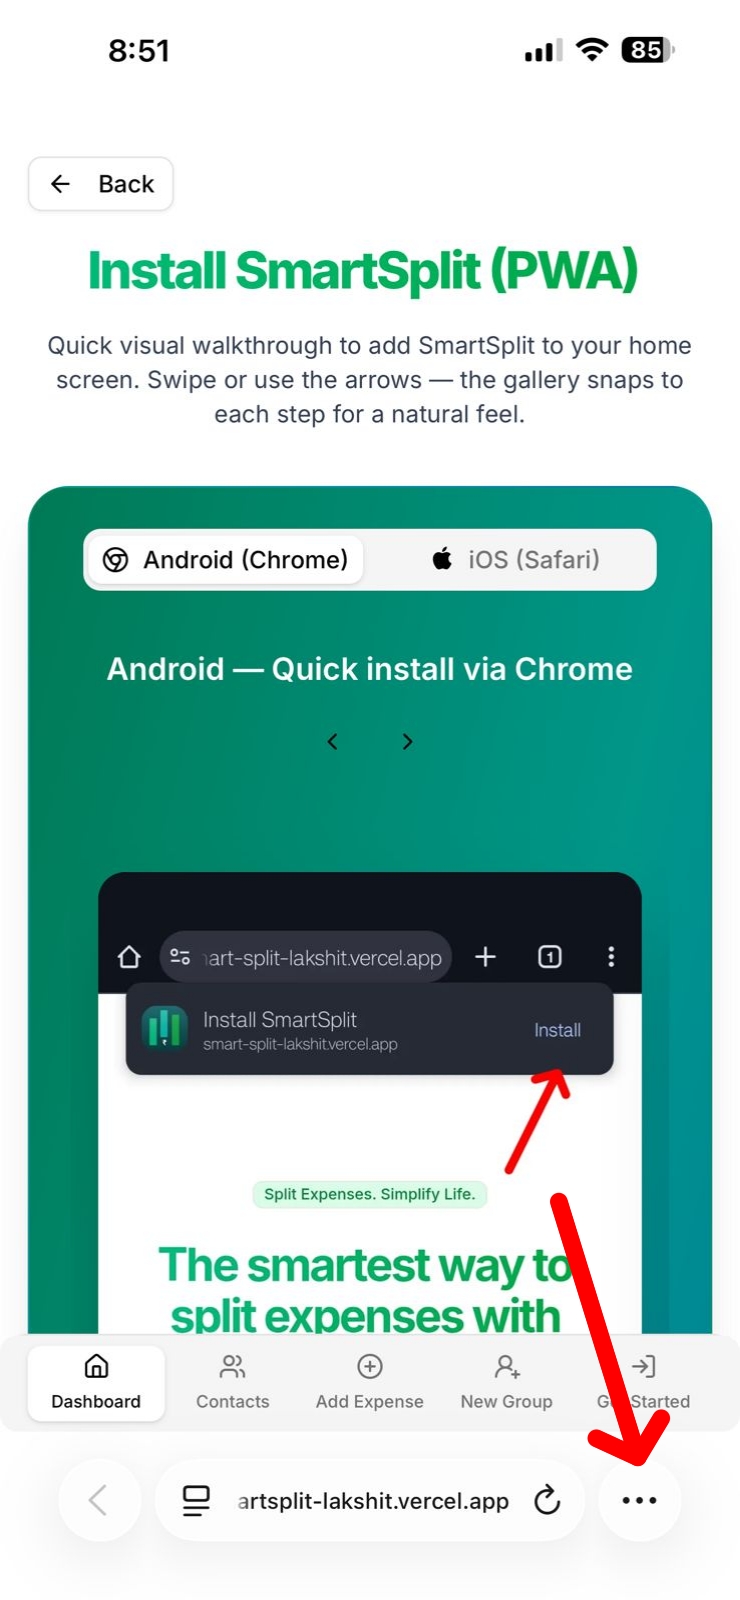 8:51
85
Back
Install SmartSplit (PWA)
Quick visual walkthrough to add SmartSplit to your home
screen. Swipe or use the arrows — the gallery snaps to
each step for a natural feel.
Android (Chrome)
iOS (Safari)
Android — Quick install via Chrome
art-split-lakshit.vercel.app
1
Install SmartSplit
smart-split-lakshit.vercel.app
Install
Split Expenses. Simplify Life.
The smartest way to
split expenses with
Dashboard
Contacts
Add Expense
New Group
Get Started
artsplit-lakshit.vercel.app